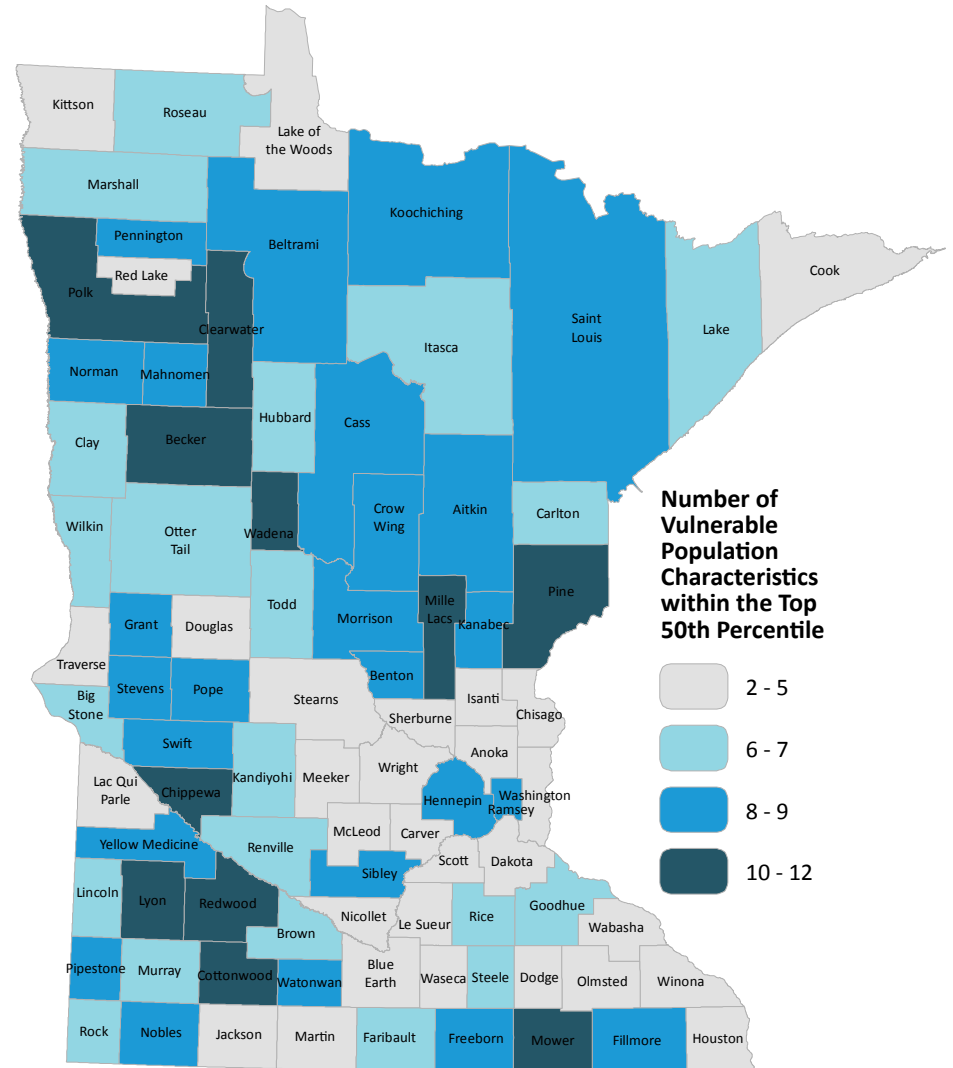 Kittson
Roseau
Lake of
the Woods
Marshall
Koochiching
Pennington
Beltrami
Red Lake
Cook
Polk
Clearwater
Saint
Louis
Lake
Itasca
Norman
Mahnomen
Hubbard
Cass
Clay
Becker
Wilkin
Otter
Tail
Wadena
Crow
Wing
Aitkin
Carlton
Number of
Vulnerable
Population
Characteristics
within the Top
50th Percentile
2 - 5
6 - 7
8 - 9
10 - 12
Todd
Morrison
Mille
Lacs
Kanabec
Pine
Grant
Douglas
Traverse
Stevens
Pope
Benton
Big
Stone
Stearns
Isanti
Sherburne
Chisago
Swift
Anoka
Lac Qui
Parle
Chippewa
Kandiyohi
Meeker
Wright
Hennepin
Washington
Ramsey
Yellow Medicine
Renville
McLeod
Carver
Scott
Dakota
Sibley
Lincoln
Lyon
Redwood
Brown
Nicollet
Le Sueur
Rice
Goodhue
Wabasha
Pipestone
Murray
Cottonwood
Watonwan
Blue
Earth
Waseca
Steele
Dodge
Olmsted
Winona
Rock
Nobles
Jackson
Martin
Faribault
Freeborn
Mower
Fillmore
Houston